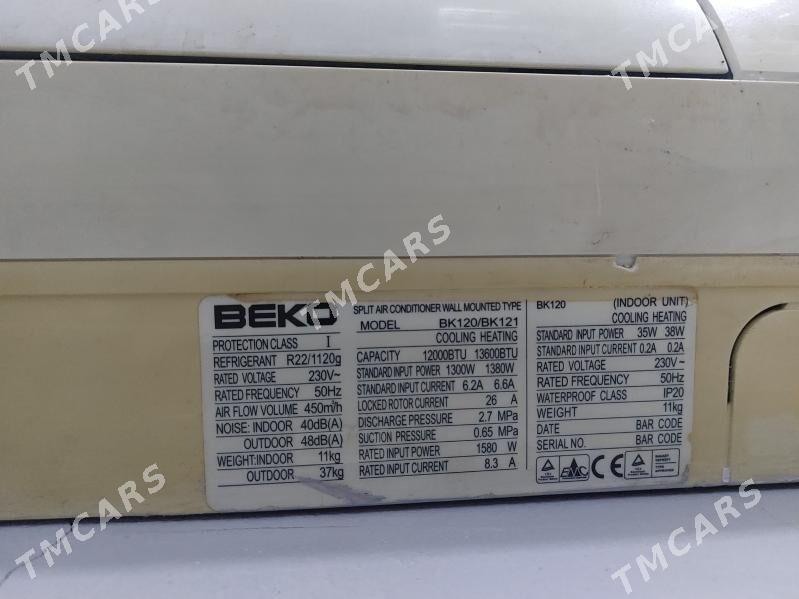 TMCARS
TMCARS
TMCARS
BEKO
PROTECTION CLASS I
REFRIGERANT R22/1120g
RATED VOLTAGE 230V~
RATED FREQUENCY 50Hz
AIR FLOW VOLUME 450m³/h
NOISE: INDOOR 40dB(A)
OUTDOOR 48dB(A)
WEIGHT:INDOOR 11kg
OUTDOOR 37kg
SPLIT AIR CONDITIONER WALL MOUNTED TYPE
MODEL BK120/BK121
COOLING HEATING
CAPACITY 12000BTU 13600BTU
STANDARD INPUT POWER 1300W 1380W
STANDARD INPUT CURRENT 6.2A 6.6A
LOCKED ROTOR CURRENT 26 A
DISCHARGE PRESSURE 2.7 MPa
SUCTION PRESSURE 0.65 MPa
RATED INPUT POWER 1580 W
RATED INPUT CURRENT 8.3 A
BK120 (INDOOR UNIT)
COOLING HEATING
STANDARD INPUT POWER 35W 38W
STANDARD INPUT CURRENT 0.2A 0.2A
RATED VOLTAGE 230V~
RATED FREQUENCY 50Hz
WATERPROOF CLASS IP20
WEIGHT 11kg
DATE BAR CODE
SERIAL NO. BAR CODE
CE
TMCARS
TMCARS